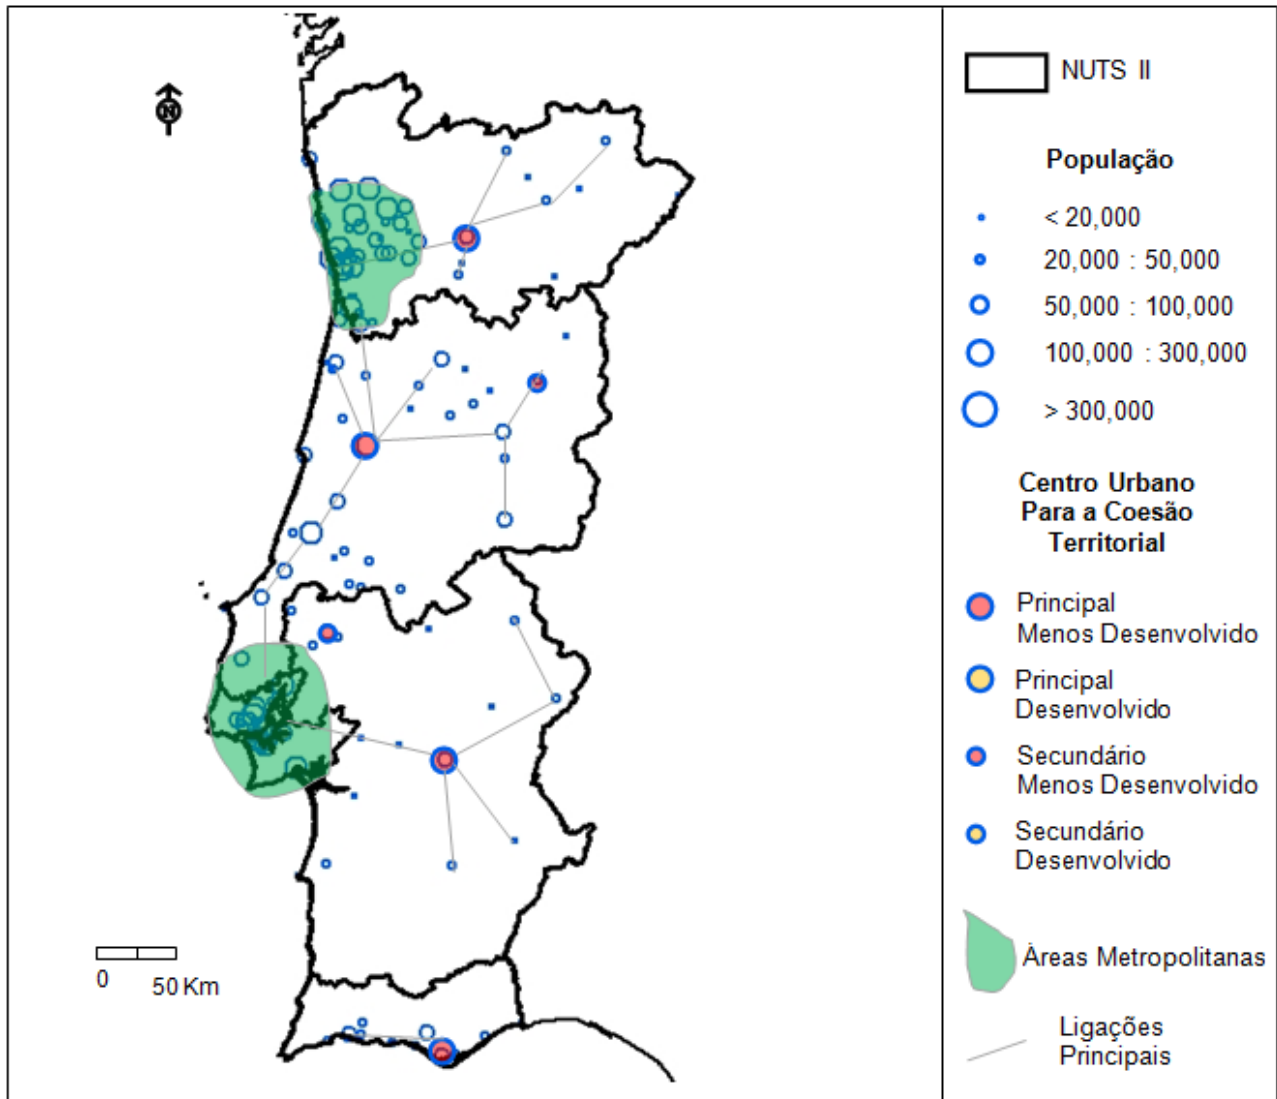 N
0
50 Km
NUTS II
População
< 20,000
20,000 : 50,000
50,000 : 100,000
100,000 : 300,000
> 300,000
Centro Urbano
Para a Coesão
Territorial
Principal
Menos Desenvolvido
Principal
Desenvolvido
Secundário
Menos Desenvolvido
Secundário
Desenvolvido
Áreas Metropolitanas
Ligações
Principais